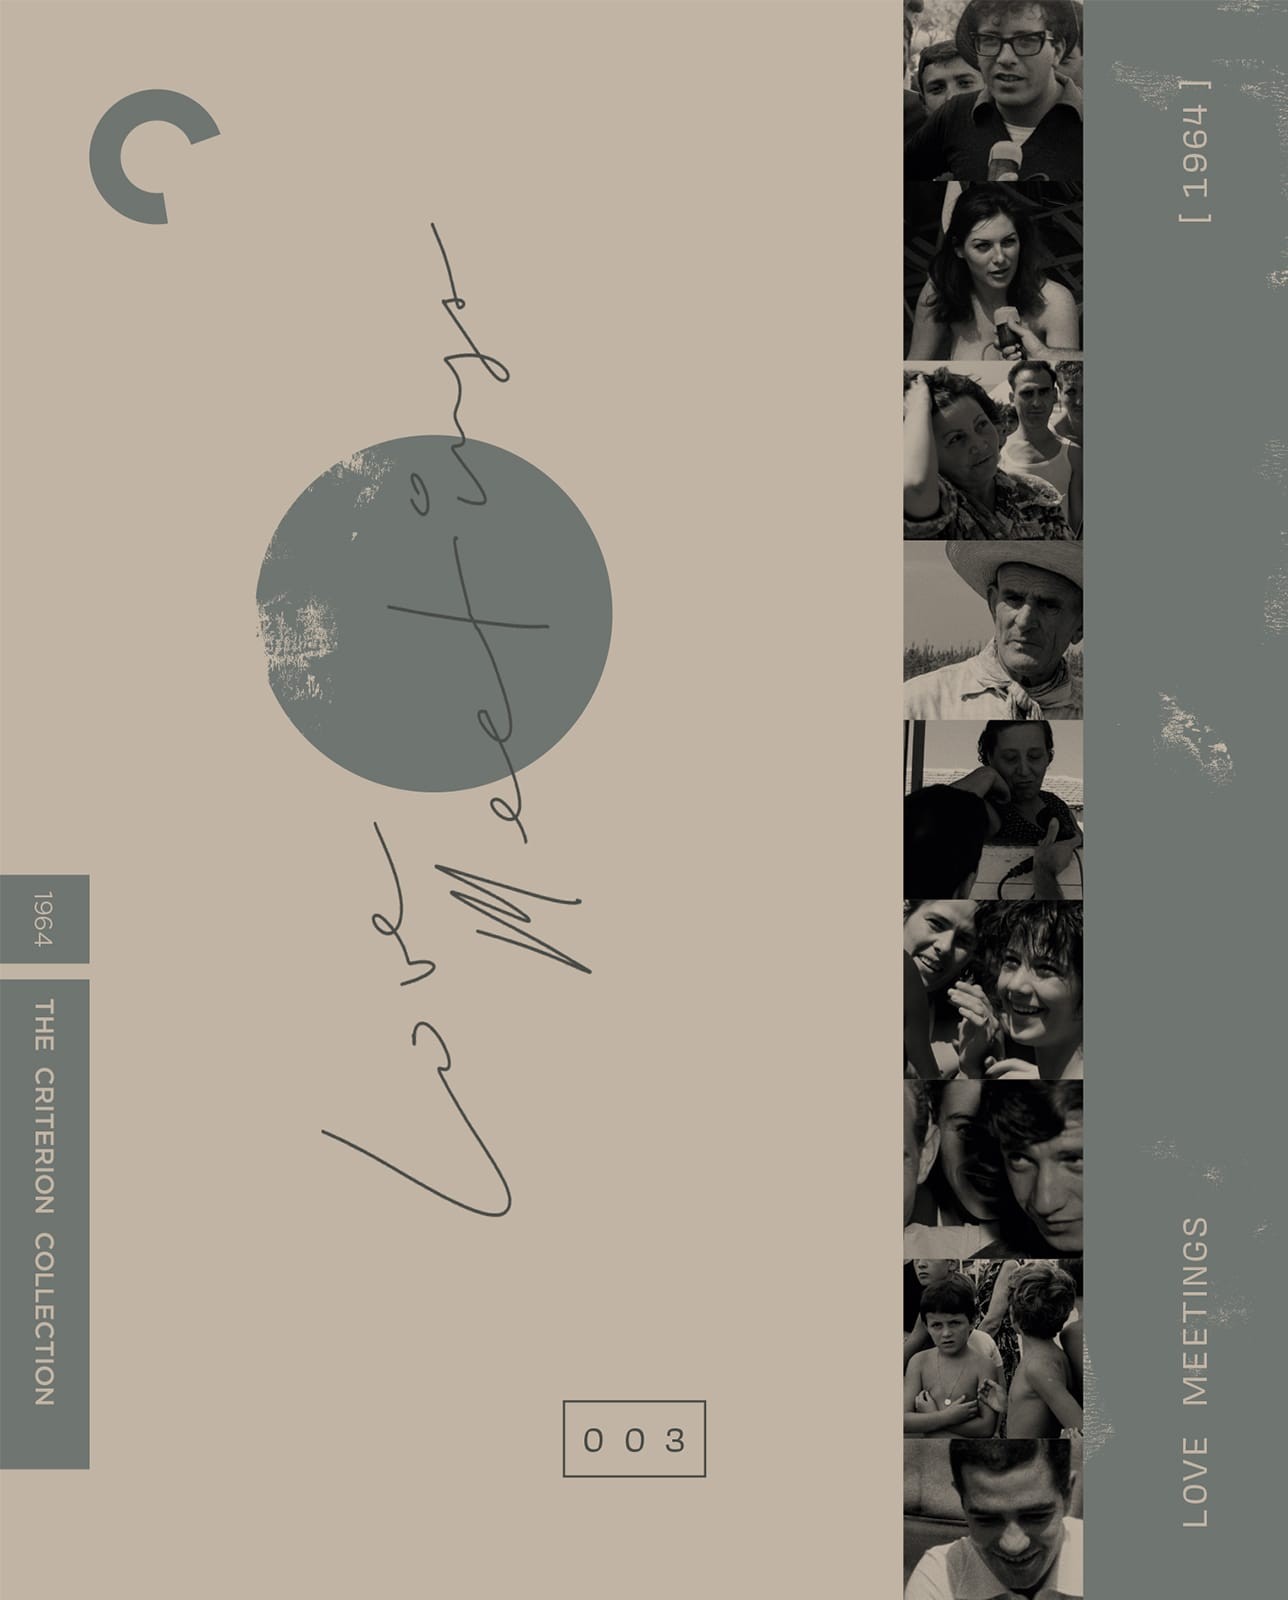 1964
THE CRITERION COLLECTION
Love
Meetings
003
LOVE MEETINGS
[ 1964 ]